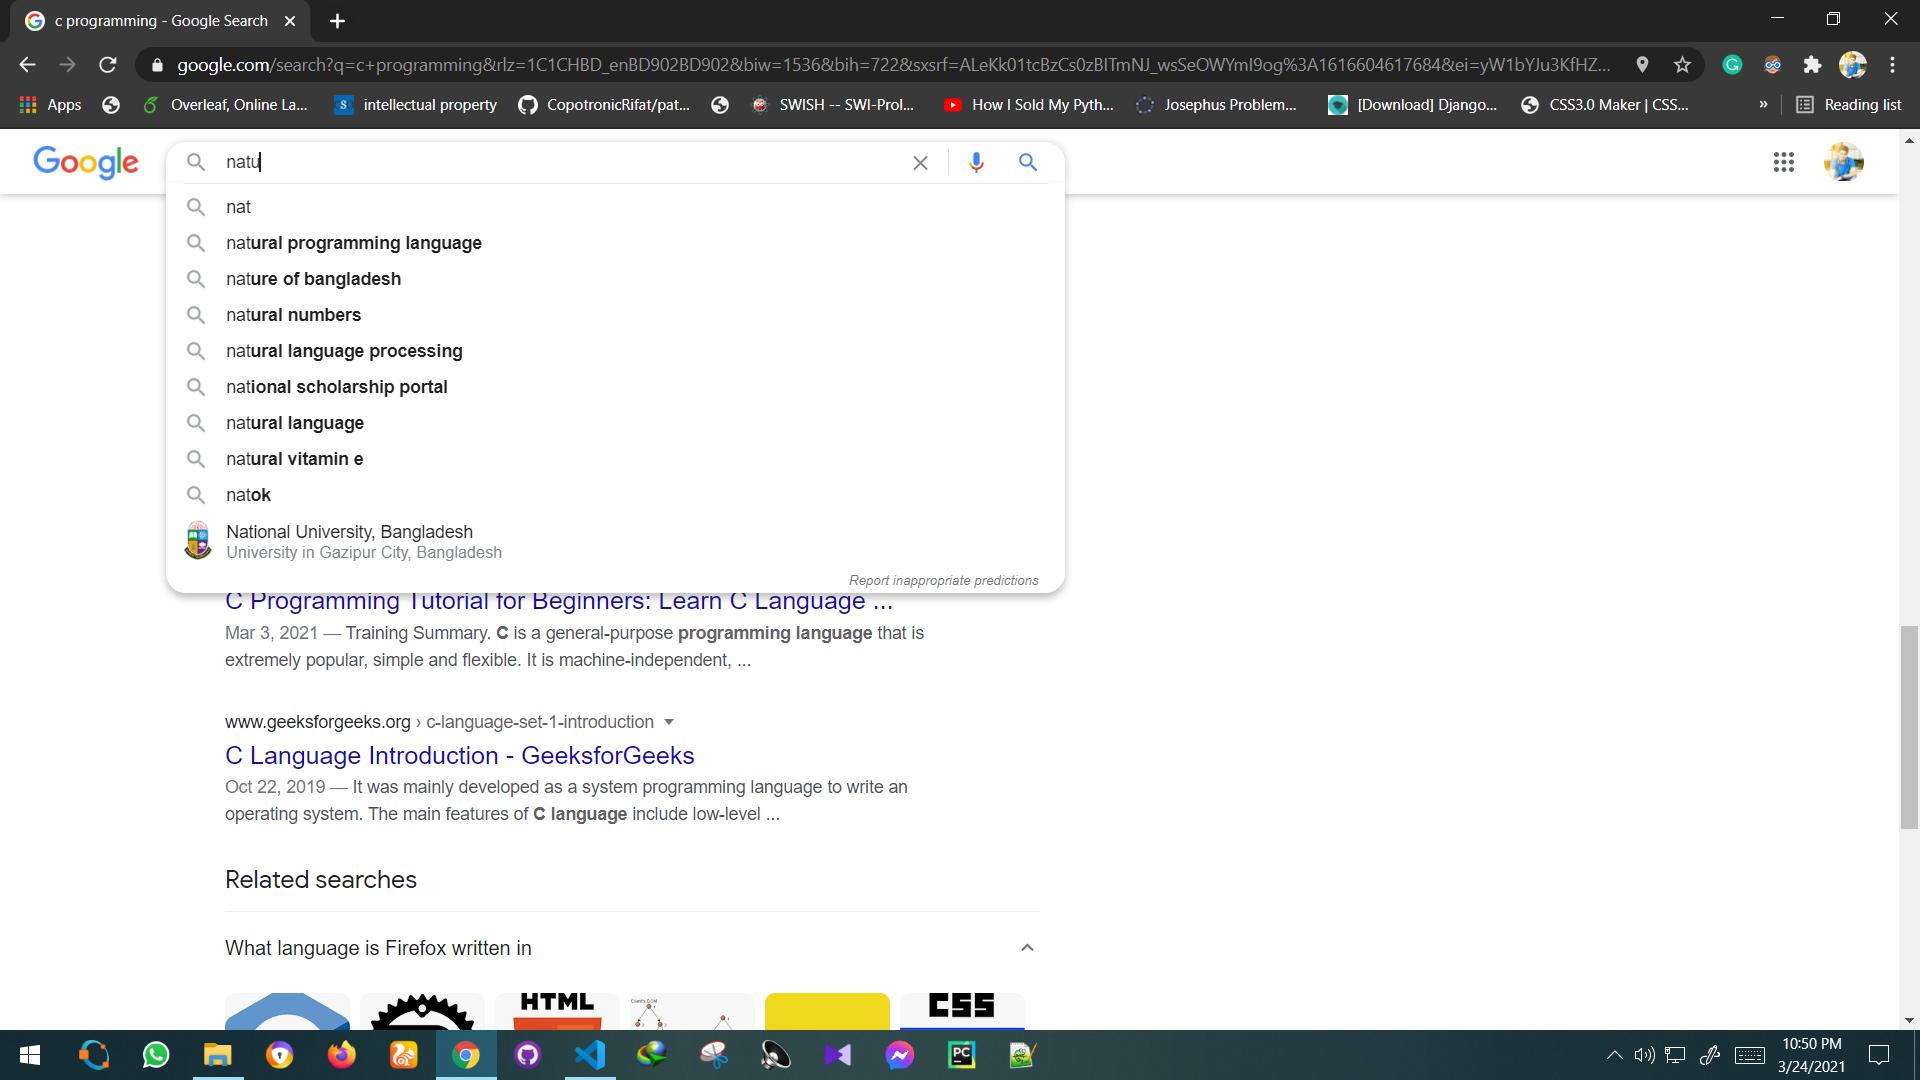 c programming - Google Search
google.com/search?q=c+programming&rlz=1C1CHBD_enBD902BD902&biw=1536&bih=722&sxsrf=ALeKk01tcBzCs0zBITmNJ_wsSeOWYmI9og%3A1616604617684&ei=yW1bYJu3KfHZ...
Apps
Overleaf, Online La...
intellectual property
CopotronicRifat/pat...
SWISH -- SWI-Prol...
How I Sold My Pyth...
Josephus Problem...
[Download] Django...
CSS3.0 Maker | CSS...
»
Reading list
Google
natu
nat
natural programming language
nature of bangladesh
natural numbers
natural language processing
national scholarship portal
natural language
natural vitamin e
natok
National University, Bangladesh
University in Gazipur City, Bangladesh
Report inappropriate predictions
C Programming Tutorial for Beginners: Learn C Language ...
Mar 3, 2021 — Training Summary. C is a general-purpose programming language that is
extremely popular, simple and flexible. It is machine-independent, ...
www.geeksforgeeks.org › c-language-set-1-introduction
C Language Introduction - GeeksforGeeks
Oct 22, 2019 — It was mainly developed as a system programming language to write an
operating system. The main features of C language include low-level ...
Related searches
What language is Firefox written in
HTML
CSS
PC
10:50 PM
3/24/2021